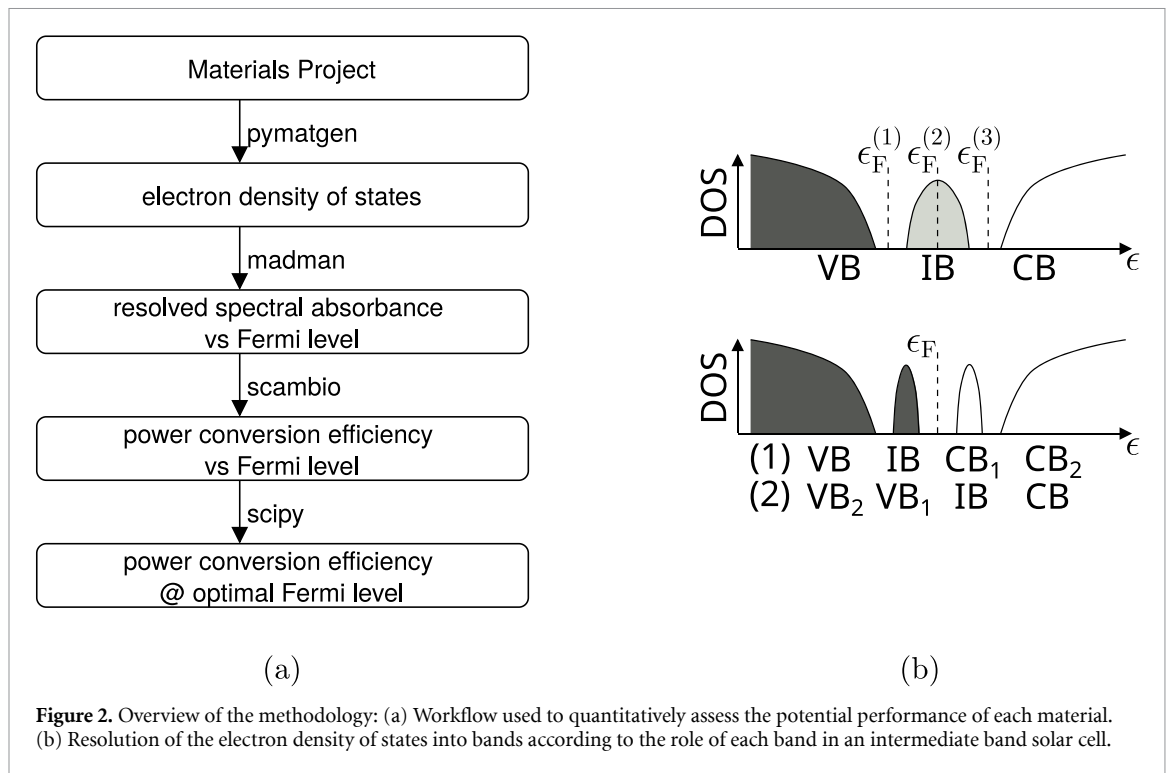 Materials Project
pymatgen
electron density of states
madman
resolved spectral absorbance
vs Fermi level
scambio
power conversion efficiency
vs Fermi level
scipy
power conversion efficiency
@ optimal Fermi level
(a)
DOS
ϵ_F^(1) ϵ_F^(2) ϵ_F^(3)
VB IB CB ϵ
DOS
ϵ_F
ϵ
(1) VB IB CB₁ CB₂
(2) VB₂ VB₁ IB CB
(b)
Figure 2. Overview of the methodology: (a) Workflow used to quantitatively assess the potential performance of each material.
(b) Resolution of the electron density of states into bands according to the role of each band in an intermediate band solar cell.